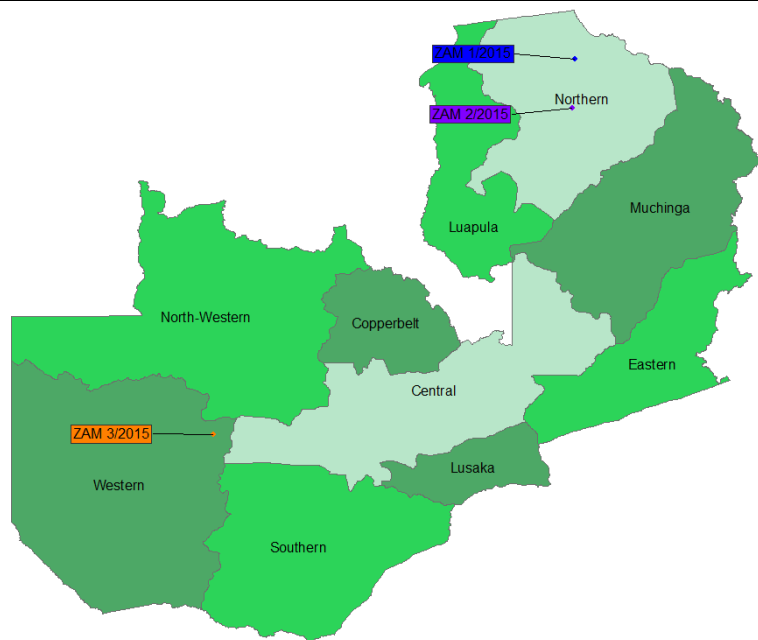 ZAM 1/2015
Northern
ZAM 2/2015
Muchinga
Luapula
North-Western
Copperbelt
Eastern
Central
ZAM 3/2015
Lusaka
Western
Southern